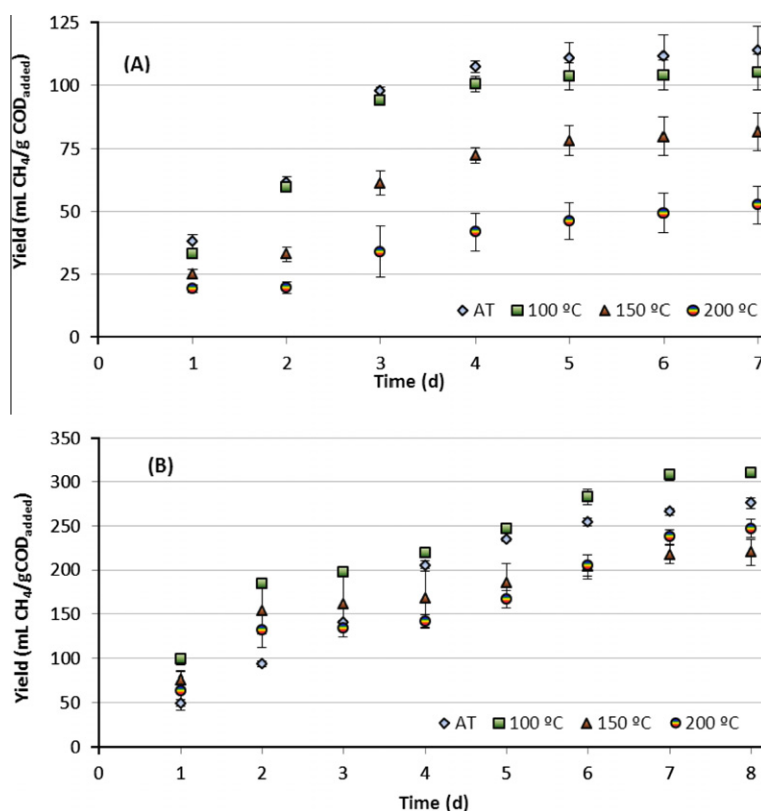 125
(A)
100
75
50
25
0
Yield (mL CH₄/g COD_added)
AT 100 ºC 150 ºC 200 ºC
0 1 2 3 4 5 6 7
Time (d)
350
(B)
300
250
200
150
100
50
0
Yield (mL CH₄/gCOD_added)
AT 100 ºC 150 ºC 200 ºC
0 1 2 3 4 5 6 7 8
Time (d)